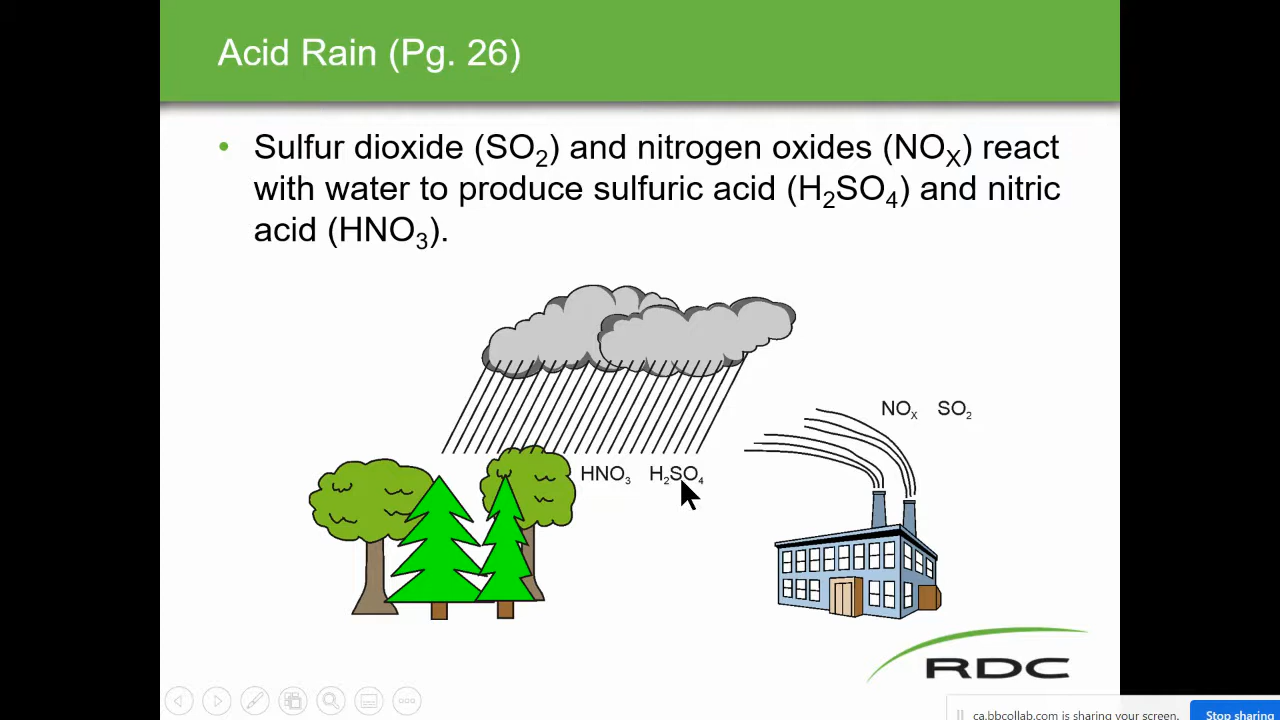 Acid Rain (Pg. 26)
• Sulfur dioxide (SO₂) and nitrogen oxides (NOₓ) react
with water to produce sulfuric acid (H₂SO₄) and nitric
acid (HNO₃).
NOₓ SO₂
HNO₃ H₂SO₄
RDC
ca.bbcollab.com is sharing your screen.
Stop sharing